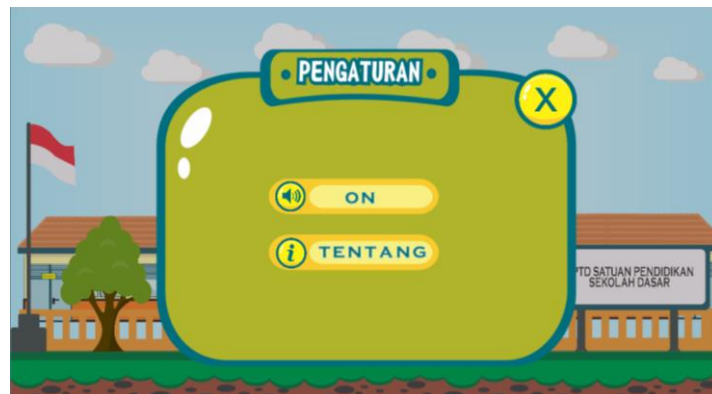 PENGATURAN
X
ON
i TENTANG
PTD SATUAN PENDIDIKAN
SEKOLAH DASAR